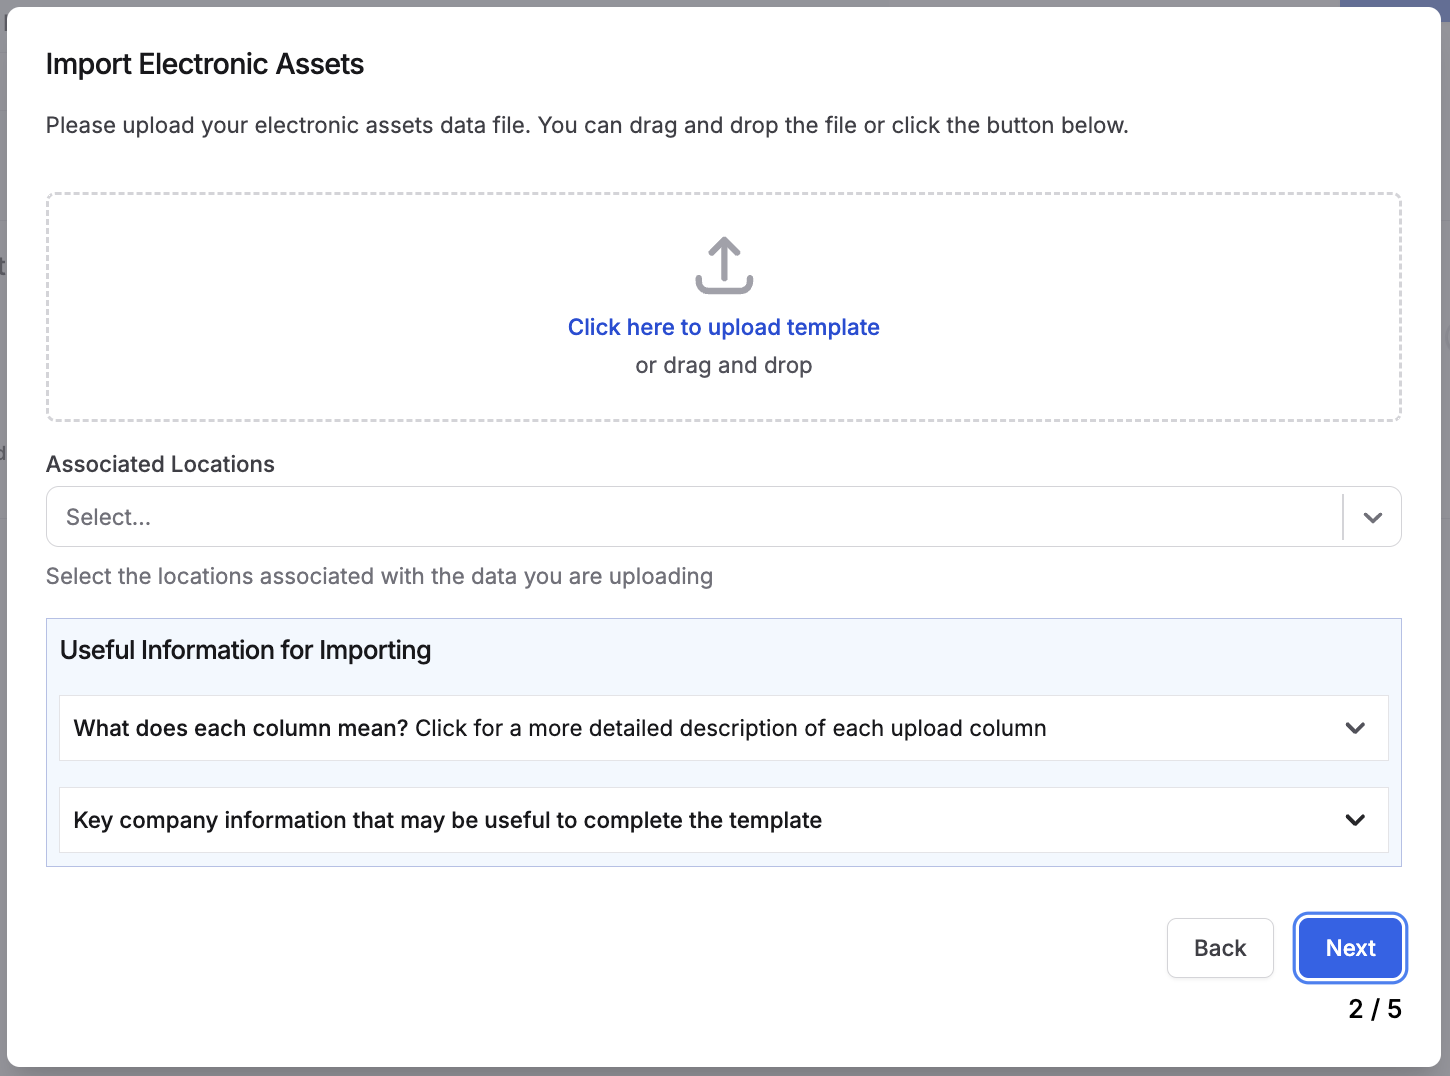 Import Electronic Assets
Please upload your electronic assets data file. You can drag and drop the file or click the button below.
Click here to upload template
or drag and drop
Associated Locations
Select...
Select the locations associated with the data you are uploading
Useful Information for Importing
What does each column mean? Click for a more detailed description of each upload column
Key company information that may be useful to complete the template
Back
Next
2 / 5